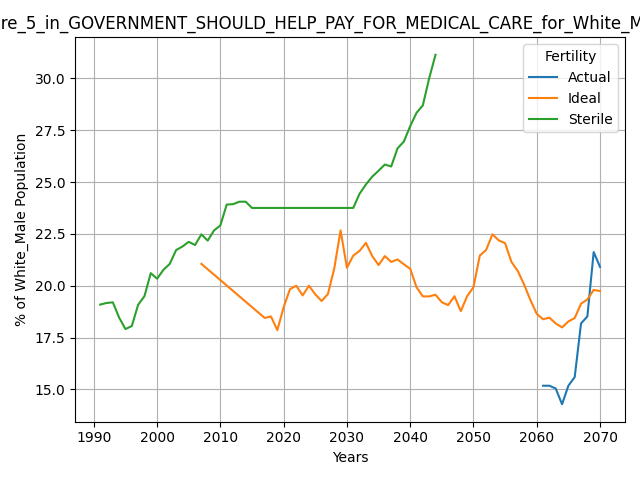 re_5_in_GOVERNMENT_SHOULD_HELP_PAY_FOR_MEDICAL_CARE_for_White_M
Fertility
Actual
Ideal
Sterile
% of White_Male Population
30.0
27.5
25.0
22.5
20.0
17.5
15.0
1990 2000 2010 2020 2030 2040 2050 2060 2070
Years